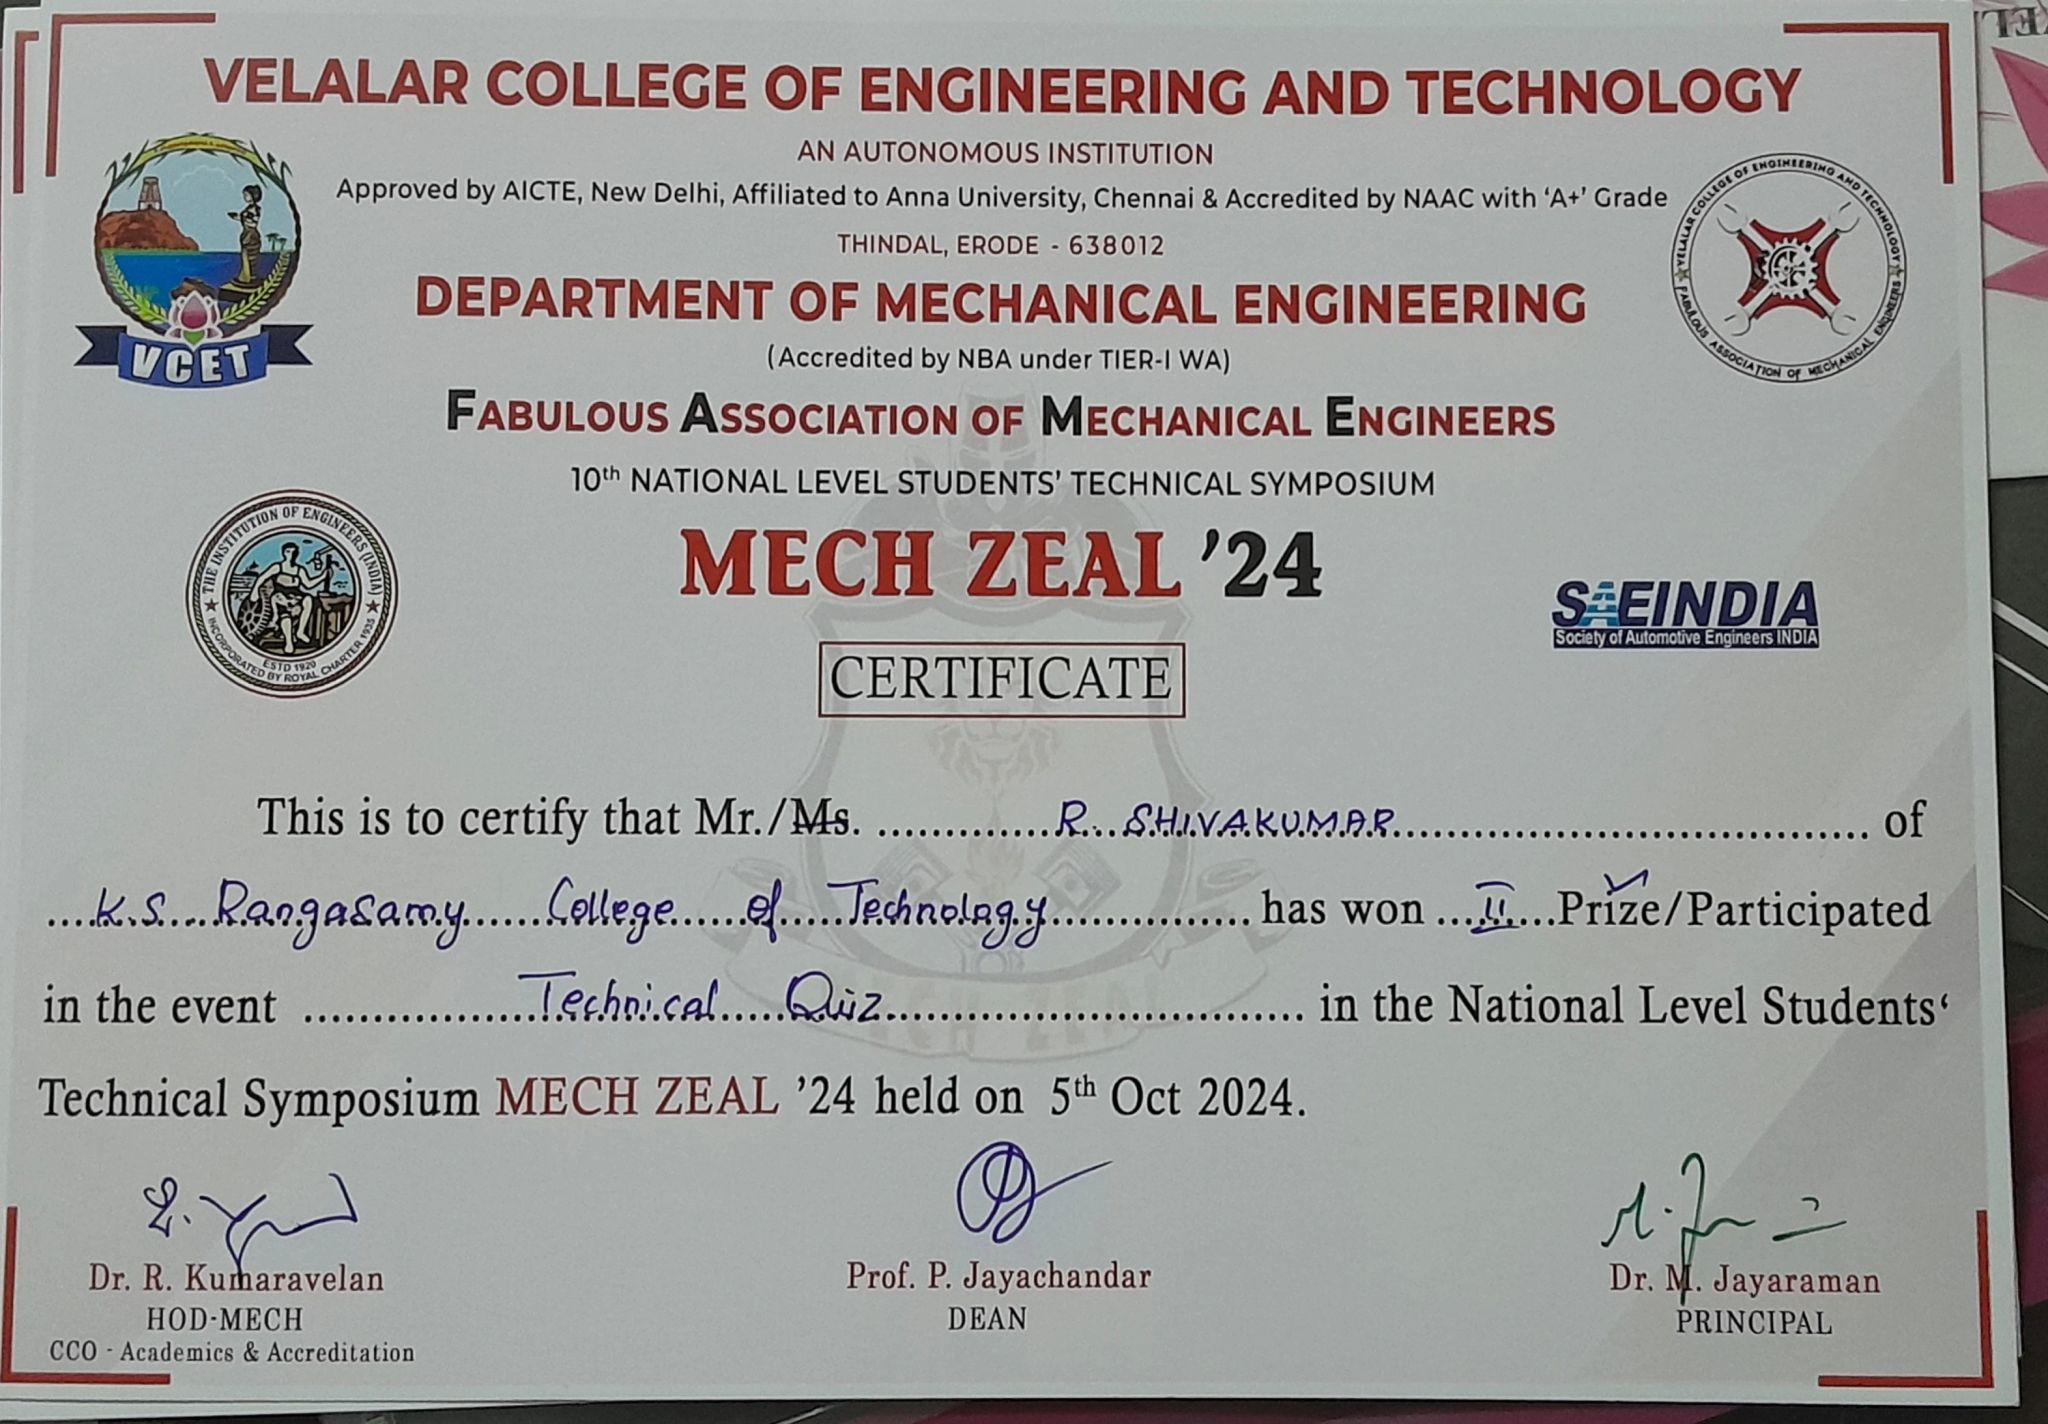 VELALAR COLLEGE OF ENGINEERING AND TECHNOLOGY
AN AUTONOMOUS INSTITUTION
Approved by AICTE, New Delhi, Affiliated to Anna University, Chennai & Accredited by NAAC with ‘A+’ Grade
THINDAL, ERODE - 638012
VCET
VELALAR COLLEGE OF ENGINEERING AND TECHNOLOGY
FABULOUS ASSOCIATION OF MECHANICAL ENGINEERS
DEPARTMENT OF MECHANICAL ENGINEERING
(Accredited by NBA under TIER-I WA)
FABULOUS ASSOCIATION OF MECHANICAL ENGINEERS
10th NATIONAL LEVEL STUDENTS’ TECHNICAL SYMPOSIUM
MECH ZEAL ’24
THE INSTITUTION OF ENGINEERS (INDIA)
ESTD 1920
INCORPORATED BY ROYAL CHARTER 1935
SAEINDIA
Society of Automotive Engineers INDIA
CERTIFICATE
This is to certify that Mr./Ms. R. SHIVAKUMAR of
K.S. Rangasamy College of Technology has won II Prize/Participated
in the event Technical Quiz in the National Level Students‘
Technical Symposium MECH ZEAL ’24 held on 5th Oct 2024.
MECH ZEAL
Dr. R. Kumaravelan
HOD-MECH
CCO - Academics & Accreditation
Prof. P. Jayachandar
DEAN
Dr. M. Jayaraman
PRINCIPAL